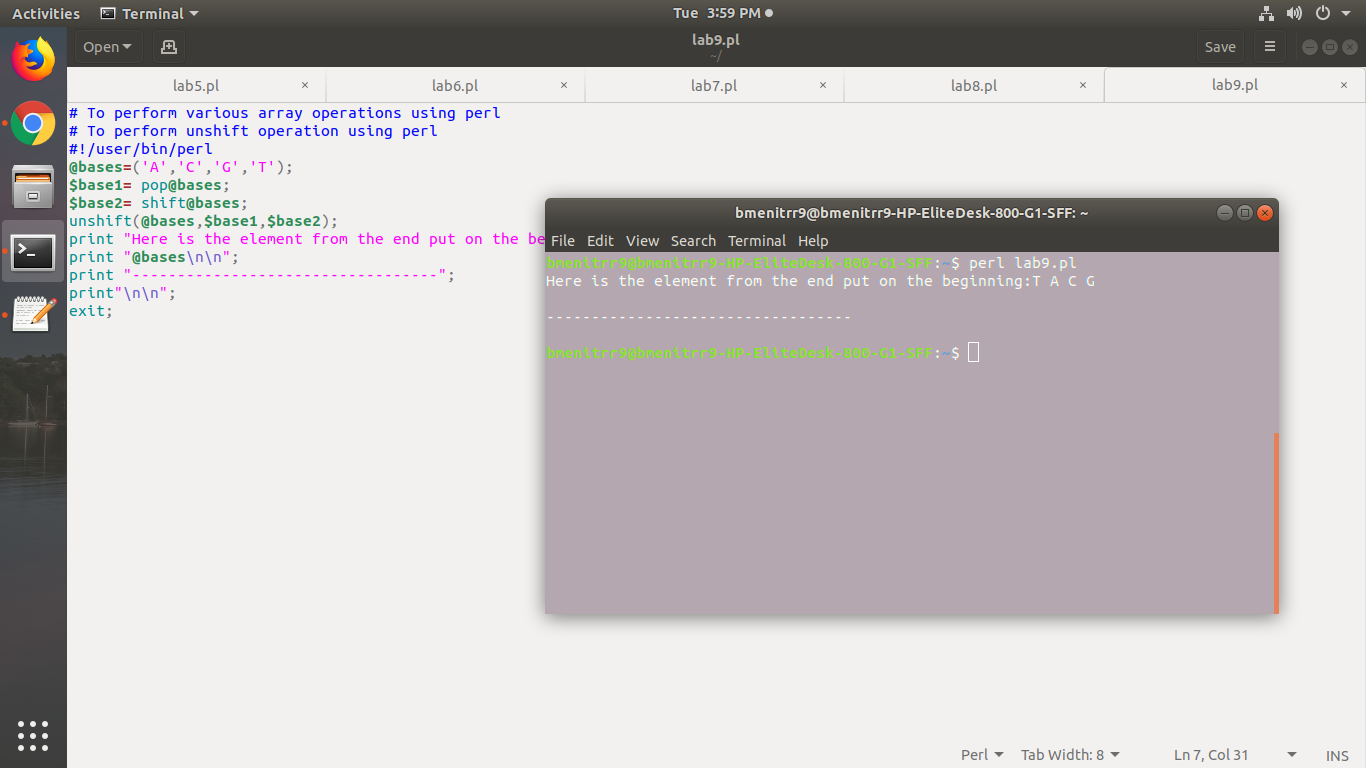 Activities Terminal Tue 3:59 PM
Open lab9.pl Save
~/
lab5.pl × lab6.pl × lab7.pl × lab8.pl × lab9.pl ×
# To perform various array operations using perl
# To perform unshift operation using perl
#!/user/bin/perl
@bases=('A','C','G','T');
$base1= pop@bases;
$base2= shift@bases;
unshift(@bases,$base1,$base2);
print "Here is the element from the end put on the be
print "@bases\n\n";
print "----------------------------------";
print"\n\n";
exit;
bmenitrr9@bmenitrr9-HP-EliteDesk-800-G1-SFF: ~
File Edit View Search Terminal Help
bmenitrr9@bmenitrr9-HP-EliteDesk-800-G1-SFF:~$ perl lab9.pl
Here is the element from the end put on the beginning:T A C G
----------------------------------
bmenitrr9@bmenitrr9-HP-EliteDesk-800-G1-SFF:~$
Perl Tab Width: 8 Ln 7, Col 31 INS